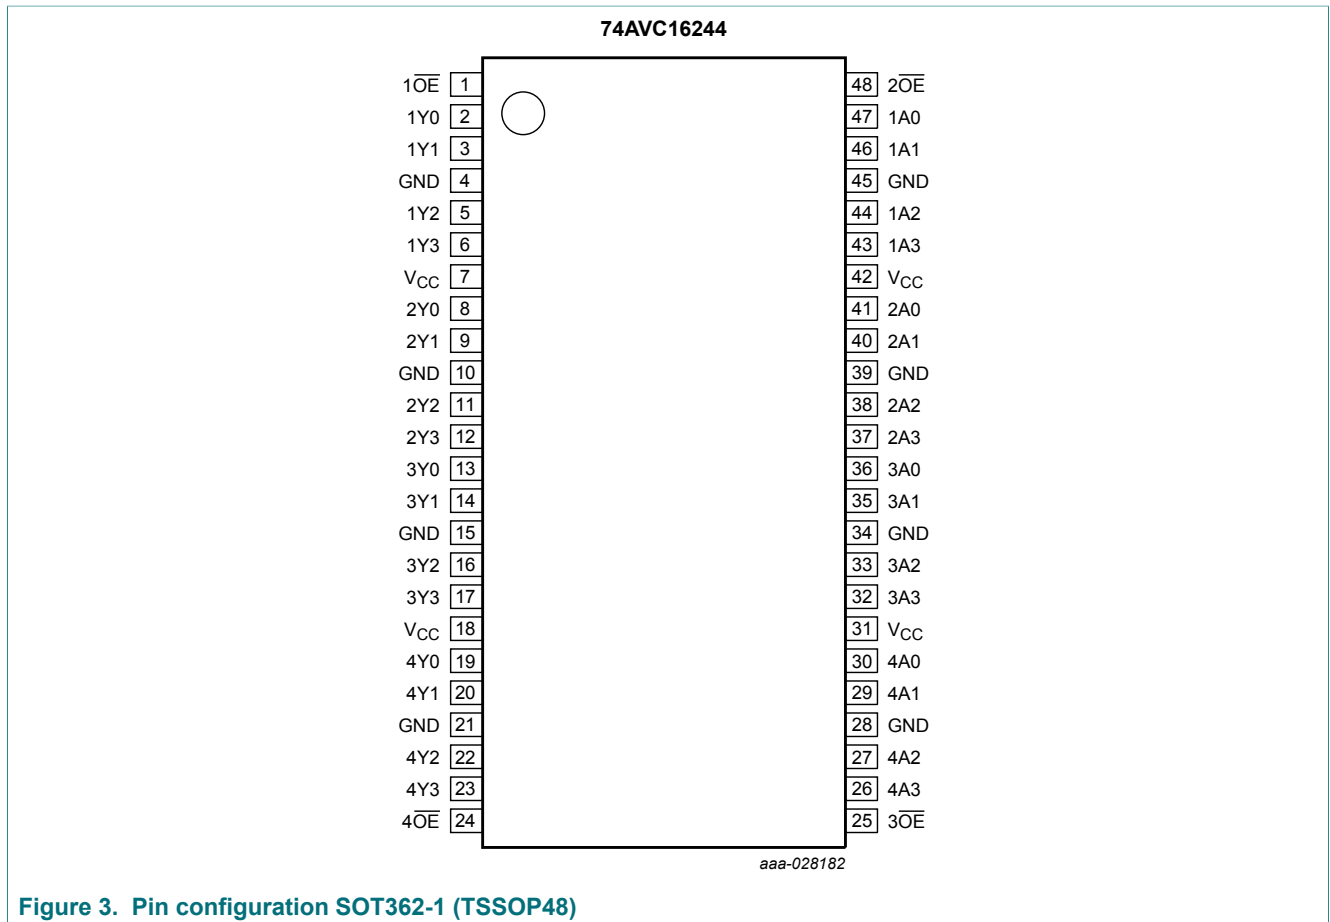 74AVC16244
1O̅E̅ 1 48 2O̅E̅
1Y0 2 47 1A0
1Y1 3 46 1A1
GND 4 45 GND
1Y2 5 44 1A2
1Y3 6 43 1A3
VCC 7 42 VCC
2Y0 8 41 2A0
2Y1 9 40 2A1
GND 10 39 GND
2Y2 11 38 2A2
2Y3 12 37 2A3
3Y0 13 36 3A0
3Y1 14 35 3A1
GND 15 34 GND
3Y2 16 33 3A2
3Y3 17 32 3A3
VCC 18 31 VCC
4Y0 19 30 4A0
4Y1 20 29 4A1
GND 21 28 GND
4Y2 22 27 4A2
4Y3 23 26 4A3
4O̅E̅ 24 25 3O̅E̅
aaa-028182
Figure 3. Pin configuration SOT362-1 (TSSOP48)